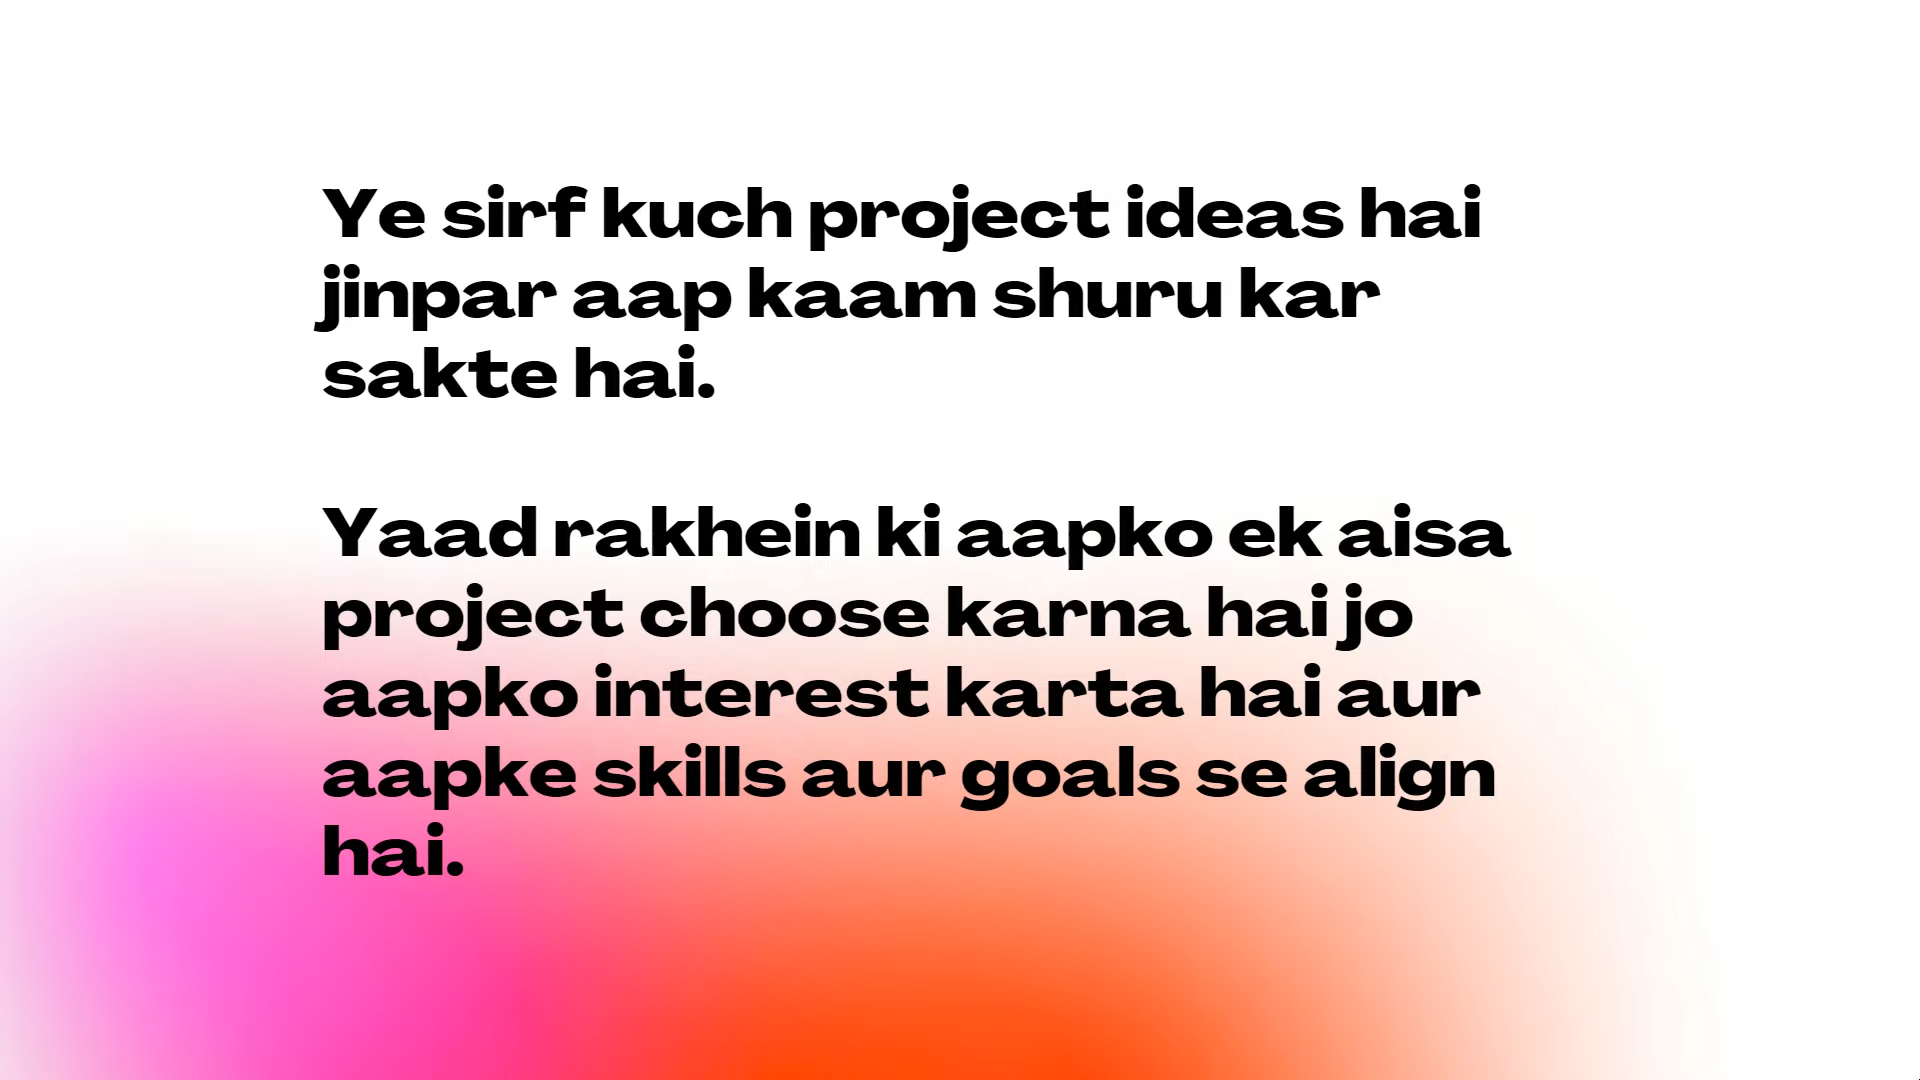 Ye sirf kuch project ideas hai
jinpar aap kaam shuru kar
sakte hai.
Yaad rakhein ki aapko ek aisa
project choose karna hai jo
aapko interest karta hai aur
aapke skills aur goals se align
hai.